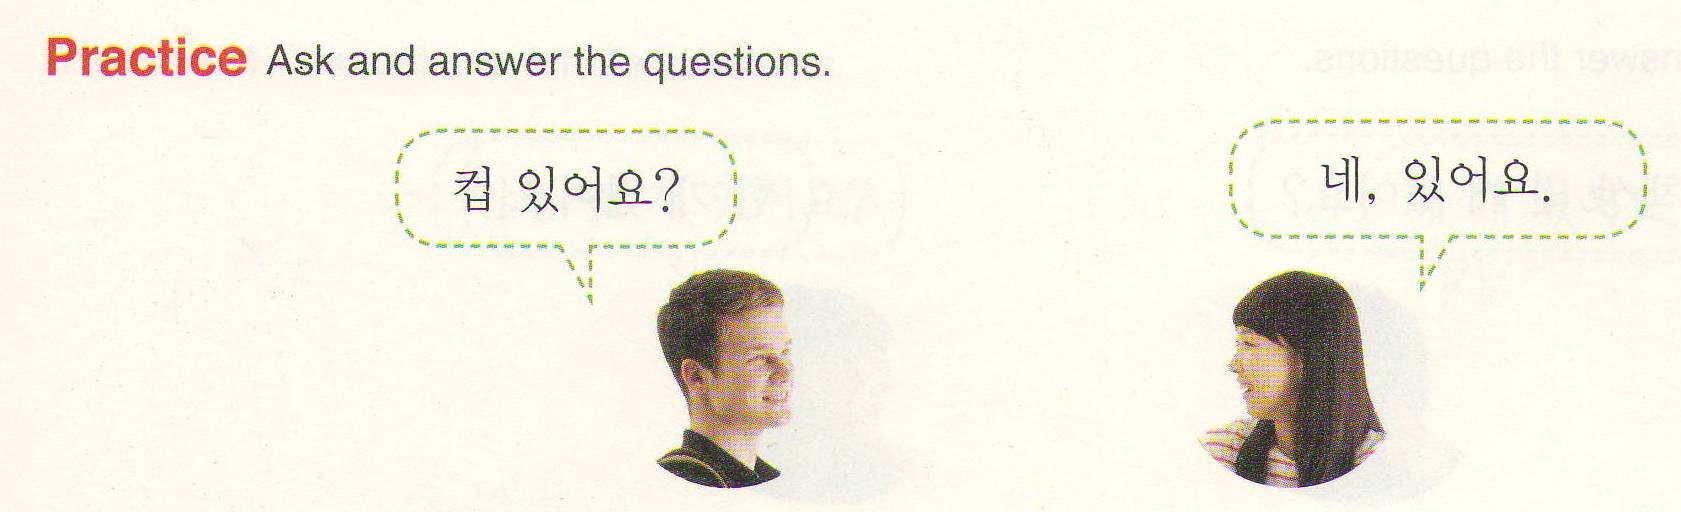 Practice Ask and answer the questions.
컵 있어요?
네, 있어요.